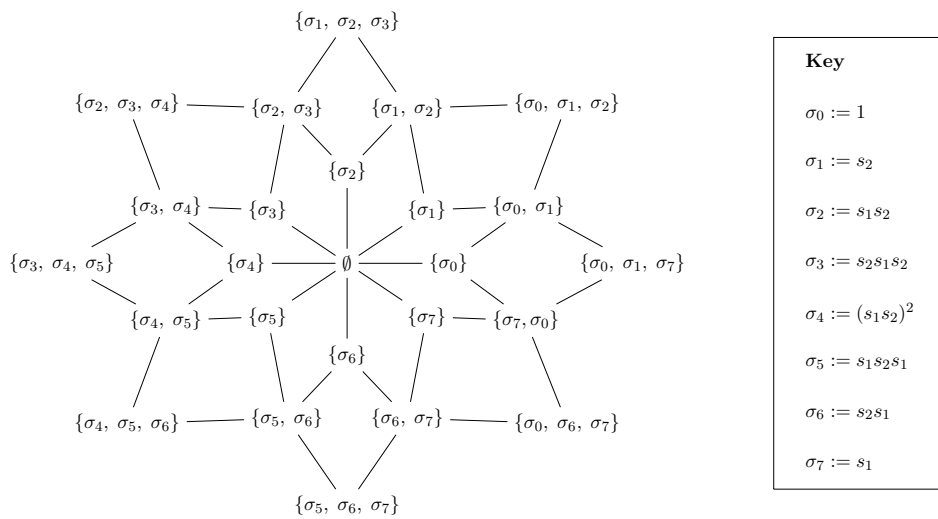 {σ₁, σ₂, σ₃}
{σ₂, σ₃, σ₄} {σ₂, σ₃} {σ₁, σ₂} {σ₀, σ₁, σ₂}
{σ₂}
{σ₃, σ₄} {σ₃} {σ₁} {σ₀, σ₁}
{σ₃, σ₄, σ₅} {σ₄} ∅ {σ₀} {σ₀, σ₁, σ₇}
{σ₄, σ₅} {σ₅} {σ₇} {σ₇, σ₀}
{σ₆}
{σ₄, σ₅, σ₆} {σ₅, σ₆} {σ₆, σ₇} {σ₀, σ₆, σ₇}
{σ₅, σ₆, σ₇}
Key
σ₀ := 1
σ₁ := s₂
σ₂ := s₁s₂
σ₃ := s₂s₁s₂
σ₄ := (s₁s₂)²
σ₅ := s₁s₂s₁
σ₆ := s₂s₁
σ₇ := s₁